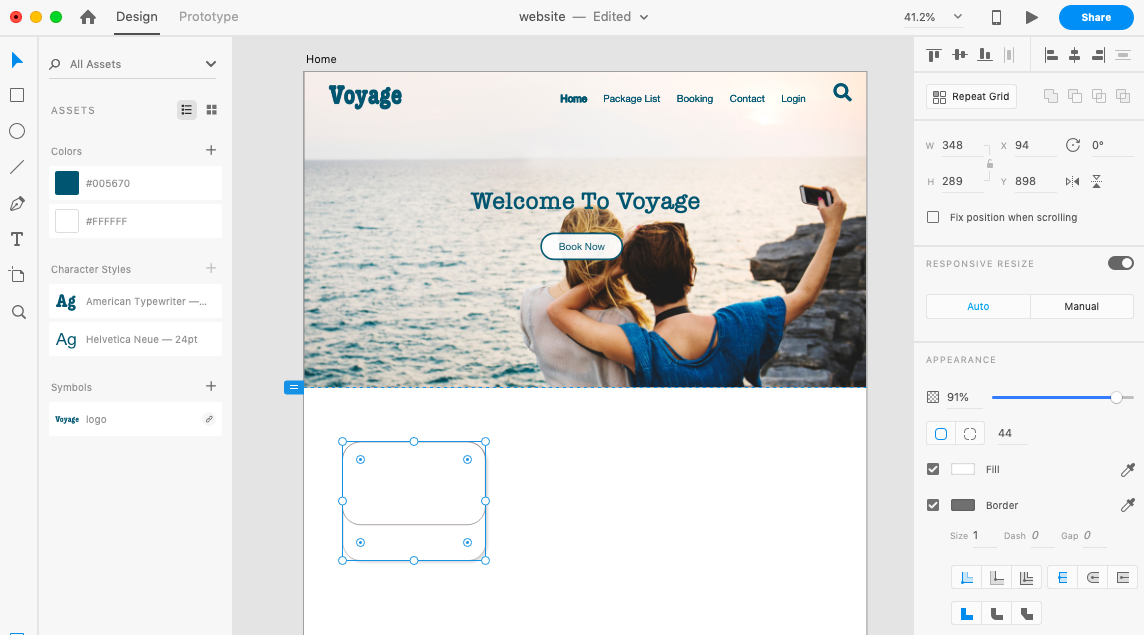 Design
Prototype
website — Edited
41.2%
Share
All Assets
ASSETS
Colors
#005670
#FFFFFF
Character Styles
Ag American Typewriter —...
Ag Helvetica Neue — 24pt
Symbols
Voyage logo
Home
Voyage
Home Package List Booking Contact Login
Welcome To Voyage
Book Now
Repeat Grid
W 348 X 94 0°
H 289 Y 898
Fix position when scrolling
RESPONSIVE RESIZE
Auto Manual
APPEARANCE
91%
44
Fill
Border
Size 1 Dash 0 Gap 0